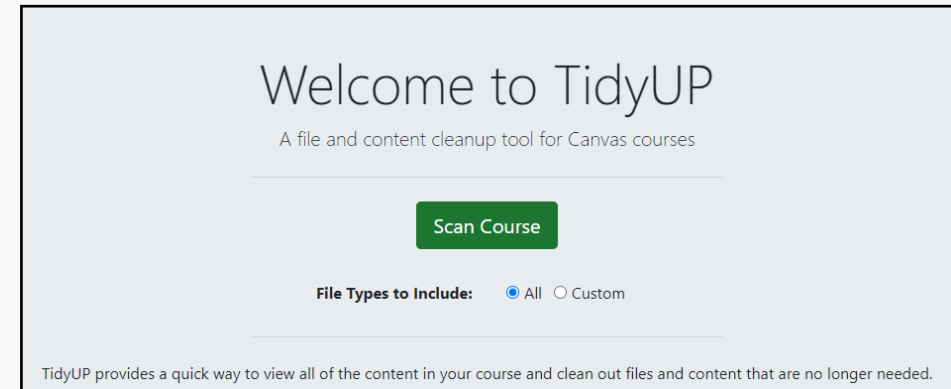 Welcome to TidyUP
A file and content cleanup tool for Canvas courses
Scan Course
File Types to Include: All Custom
TidyUP provides a quick way to view all of the content in your course and clean out files and content that are no longer needed.